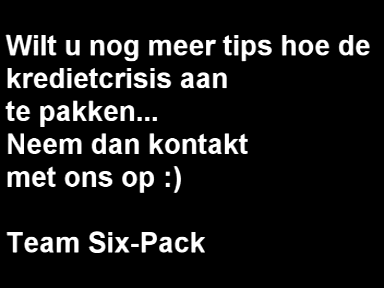 Wilt u nog meer tips hoe de
kredietcrisis aan
te pakken...
Neem dan kontakt
met ons op :)
Team Six-Pack